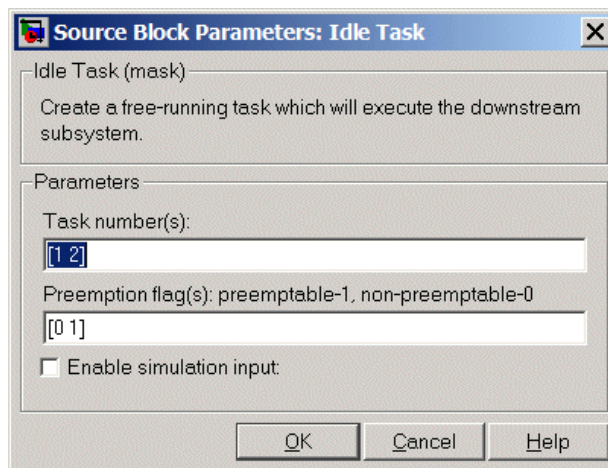 Source Block Parameters: Idle Task
Idle Task (mask)
Create a free-running task which will execute the downstream
subsystem.
Parameters
Task number(s):
[1 2]
Preemption flag(s): preemptable-1, non-preemptable-0
[0 1]
Enable simulation input:
OK Cancel Help